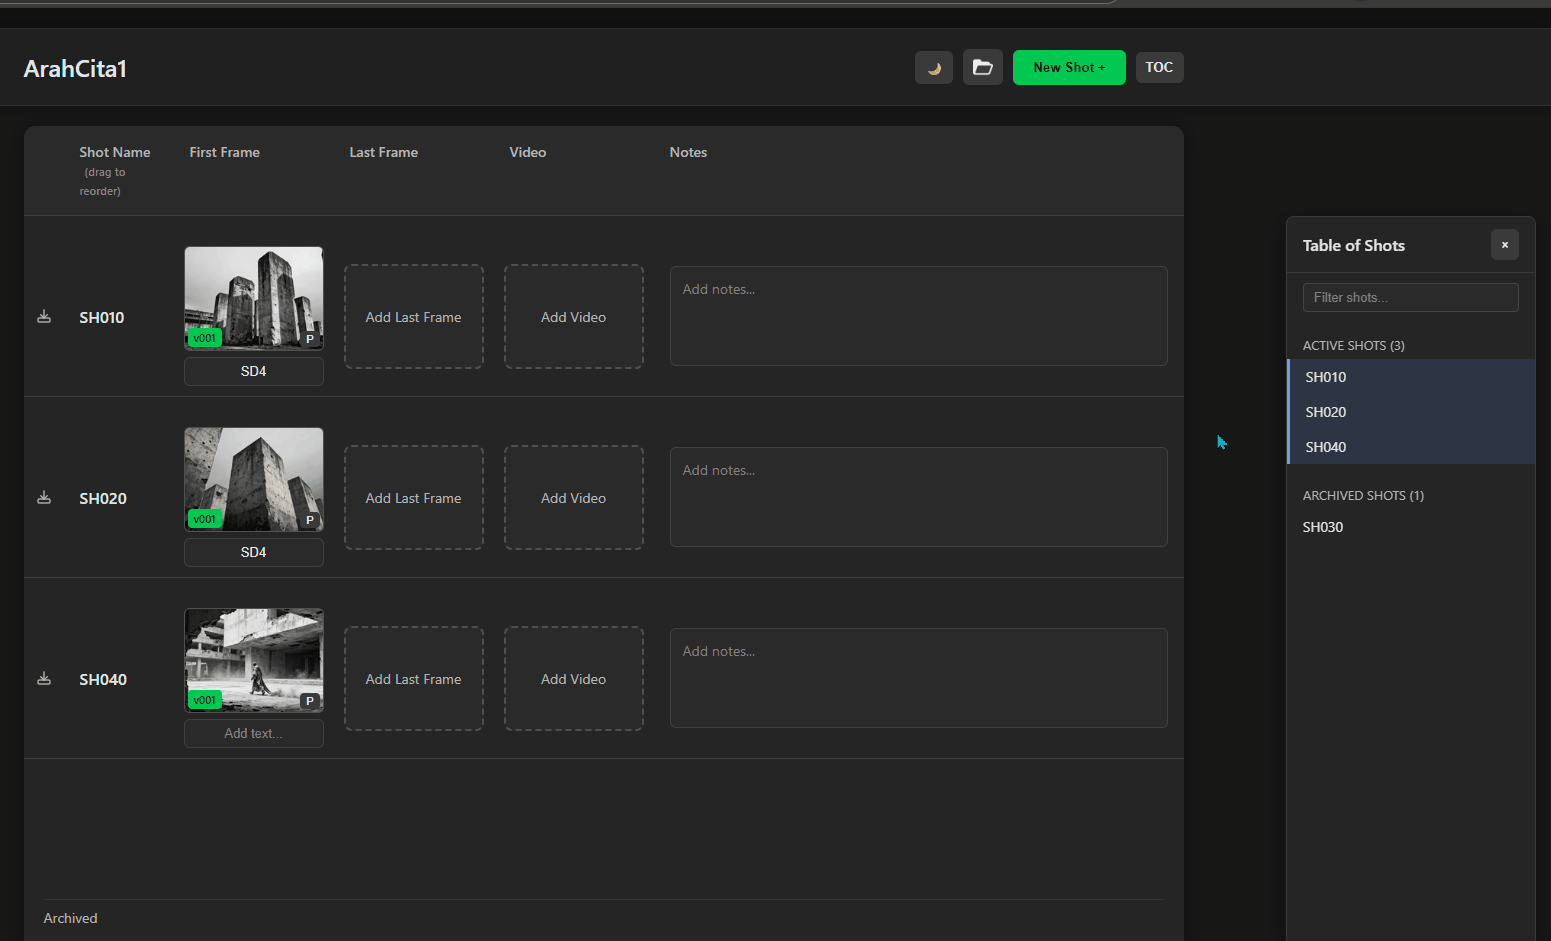 ArahCita1
New Shot +
TOC
Shot Name
(drag to
reorder)
First Frame
Last Frame
Video
Notes
SH010
v001
P
SD4
Add Last Frame
Add Video
Add notes...
SH020
v001
P
SD4
Add Last Frame
Add Video
Add notes...
SH040
v001
P
Add text...
Add Last Frame
Add Video
Add notes...
Archived
Table of Shots
×
Filter shots...
ACTIVE SHOTS (3)
SH010
SH020
SH040
ARCHIVED SHOTS (1)
SH030